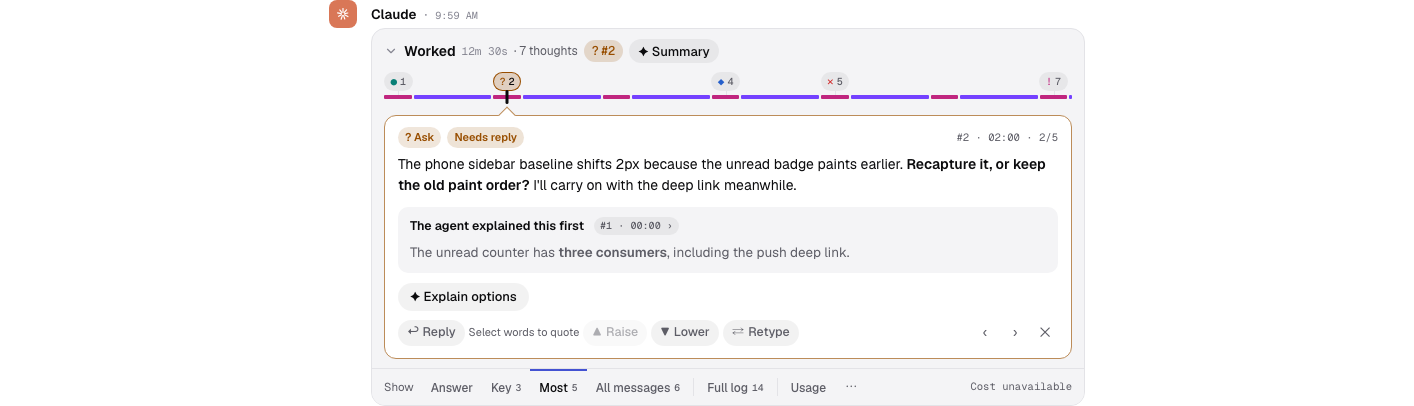 Claude · 9:59 AM
Worked 12m 30s · 7 thoughts ? #2 ✦ Summary
● 1 ? 2 ◆ 4 ✕ 5 ! 7
? Ask Needs reply #2 · 02:00 · 2/5
The phone sidebar baseline shifts 2px because the unread badge paints earlier. Recapture it, or keep
the old paint order? I'll carry on with the deep link meanwhile.
The agent explained this first #1 · 00:00 ›
The unread counter has three consumers, including the push deep link.
✦ Explain options
↩ Reply Select words to quote ▲ Raise ▼ Lower ⇄ Retype ‹ › ✕
Show Answer Key 3 Most 5 All messages 6 Full log 14 Usage ··· Cost unavailable